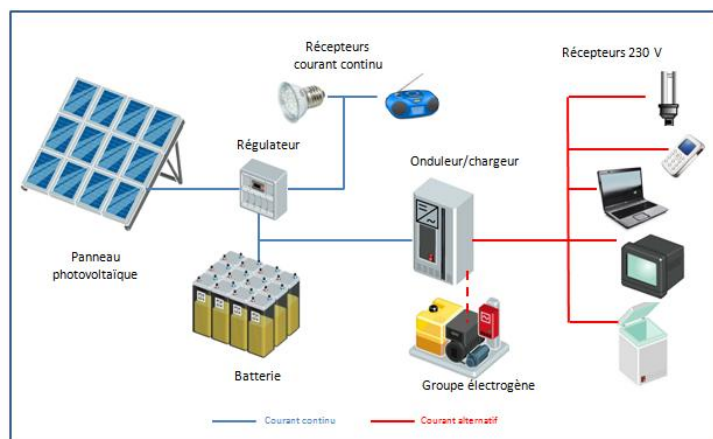 Récepteurs
courant continu
Récepteurs 230 V
Régulateur
Onduleur/chargeur
Panneau
photovoltaïque
Batterie
Groupe électrogène
Courant continu
Courant alternatif